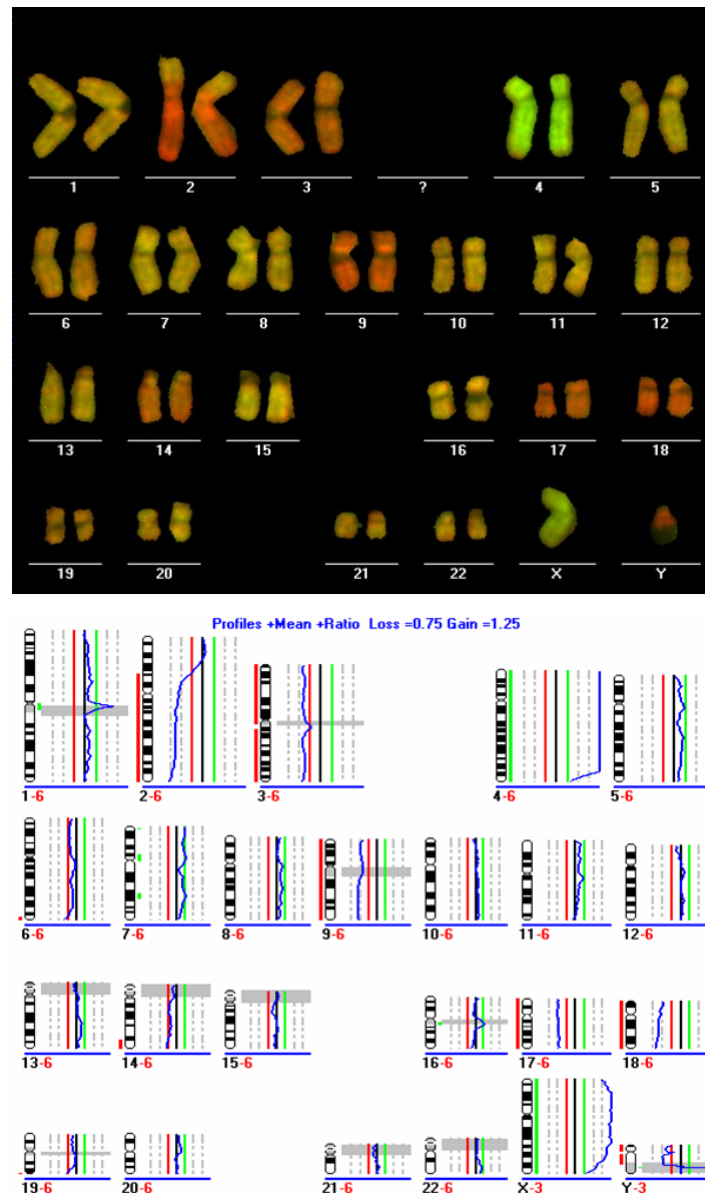 1 2 3 ? 4 5
6 7 8 9 10 11 12
13 14 15 16 17 18
19 20 21 22 X Y
Profiles +Mean +Ratio Loss =0.75 Gain =1.25
1-6 2-6 3-6 4-6 5-6
6-6 7-6 8-6 9-6 10-6 11-6 12-6
13-6 14-6 15-6 16-6 17-6 18-6
19-6 20-6 21-6 22-6 X-3 Y-3